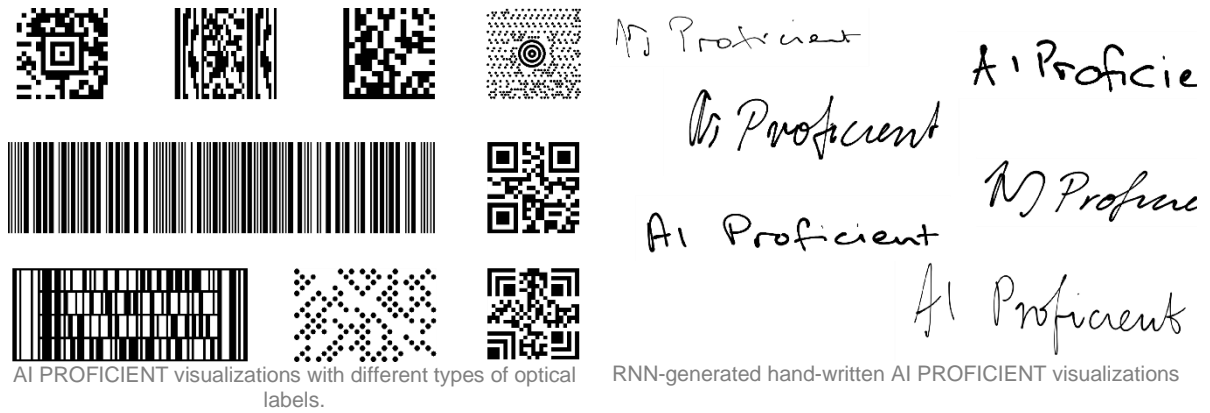 AI Proficient
AI Proficie
AI Proficient
AI Proficie
AI Proficient
AI Proficient
AI PROFICIENT visualizations with different types of optical
labels.
RNN-generated hand-written AI PROFICIENT visualizations